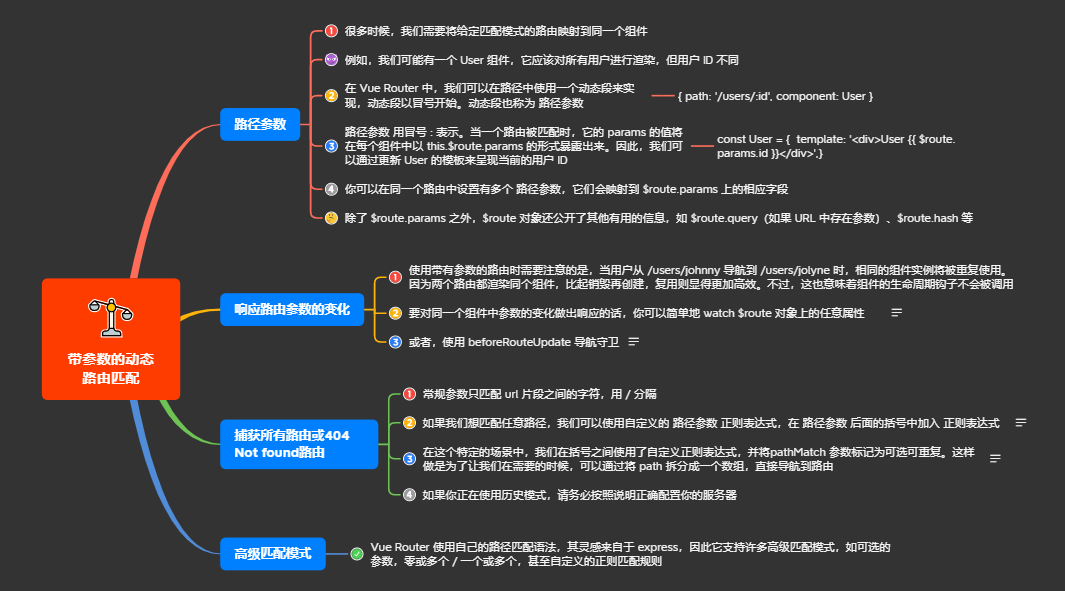 带参数的动态
路由匹配
路径参数
1 很多时候，我们需要将给定匹配模式的路由映射到同一个组件
例如，我们可能有一个 User 组件，它应该对所有用户进行渲染，但用户 ID 不同
2 在 Vue Router 中，我们可以在路径中使用一个动态段来实
现，动态段以冒号开始。动态段也称为 路径参数
{ path: '/users/:id', component: User }
3 路径参数 用冒号 : 表示。当一个路由被匹配时，它的 params 的值将
在每个组件中以 this.$route.params 的形式暴露出来。因此，我们可
以通过更新 User 的模板来呈现当前的用户 ID
const User = {  template: '<div>User {{ $route.
params.id }}</div>',}
4 你可以在同一个路由中设置有多个 路径参数，它们会映射到 $route.params 上的相应字段
除了 $route.params 之外，$route 对象还公开了其他有用的信息，如 $route.query（如果 URL 中存在参数）、$route.hash 等
响应路由参数的变化
1 使用带有参数的路由时需要注意的是，当用户从 /users/johnny 导航到 /users/jolyne 时，相同的组件实例将被重复使用。
因为两个路由都渲染同个组件，比起销毁再创建，复用则显得更加高效。不过，这也意味着组件的生命周期钩子不会被调用
2 要对同一个组件中参数的变化做出响应的话，你可以简单地 watch $route 对象上的任意属性
3 或者，使用 beforeRouteUpdate 导航守卫
捕获所有路由或404
Not found路由
1 常规参数只匹配 url 片段之间的字符，用 / 分隔
2 如果我们想匹配任意路径，我们可以使用自定义的 路径参数 正则表达式，在 路径参数 后面的括号中加入 正则表达式
3 在这个特定的场景中，我们在括号之间使用了自定义正则表达式，并将pathMatch 参数标记为可选可重复。这样
做是为了让我们在需要的时候，可以通过将 path 拆分成一个数组，直接导航到路由
4 如果你正在使用历史模式，请务必按照说明正确配置你的服务器
高级匹配模式
Vue Router 使用自己的路径匹配语法，其灵感来自于 express，因此它支持许多高级匹配模式，如可选的
参数，零或多个 / 一个或多个，甚至自定义的正则匹配规则